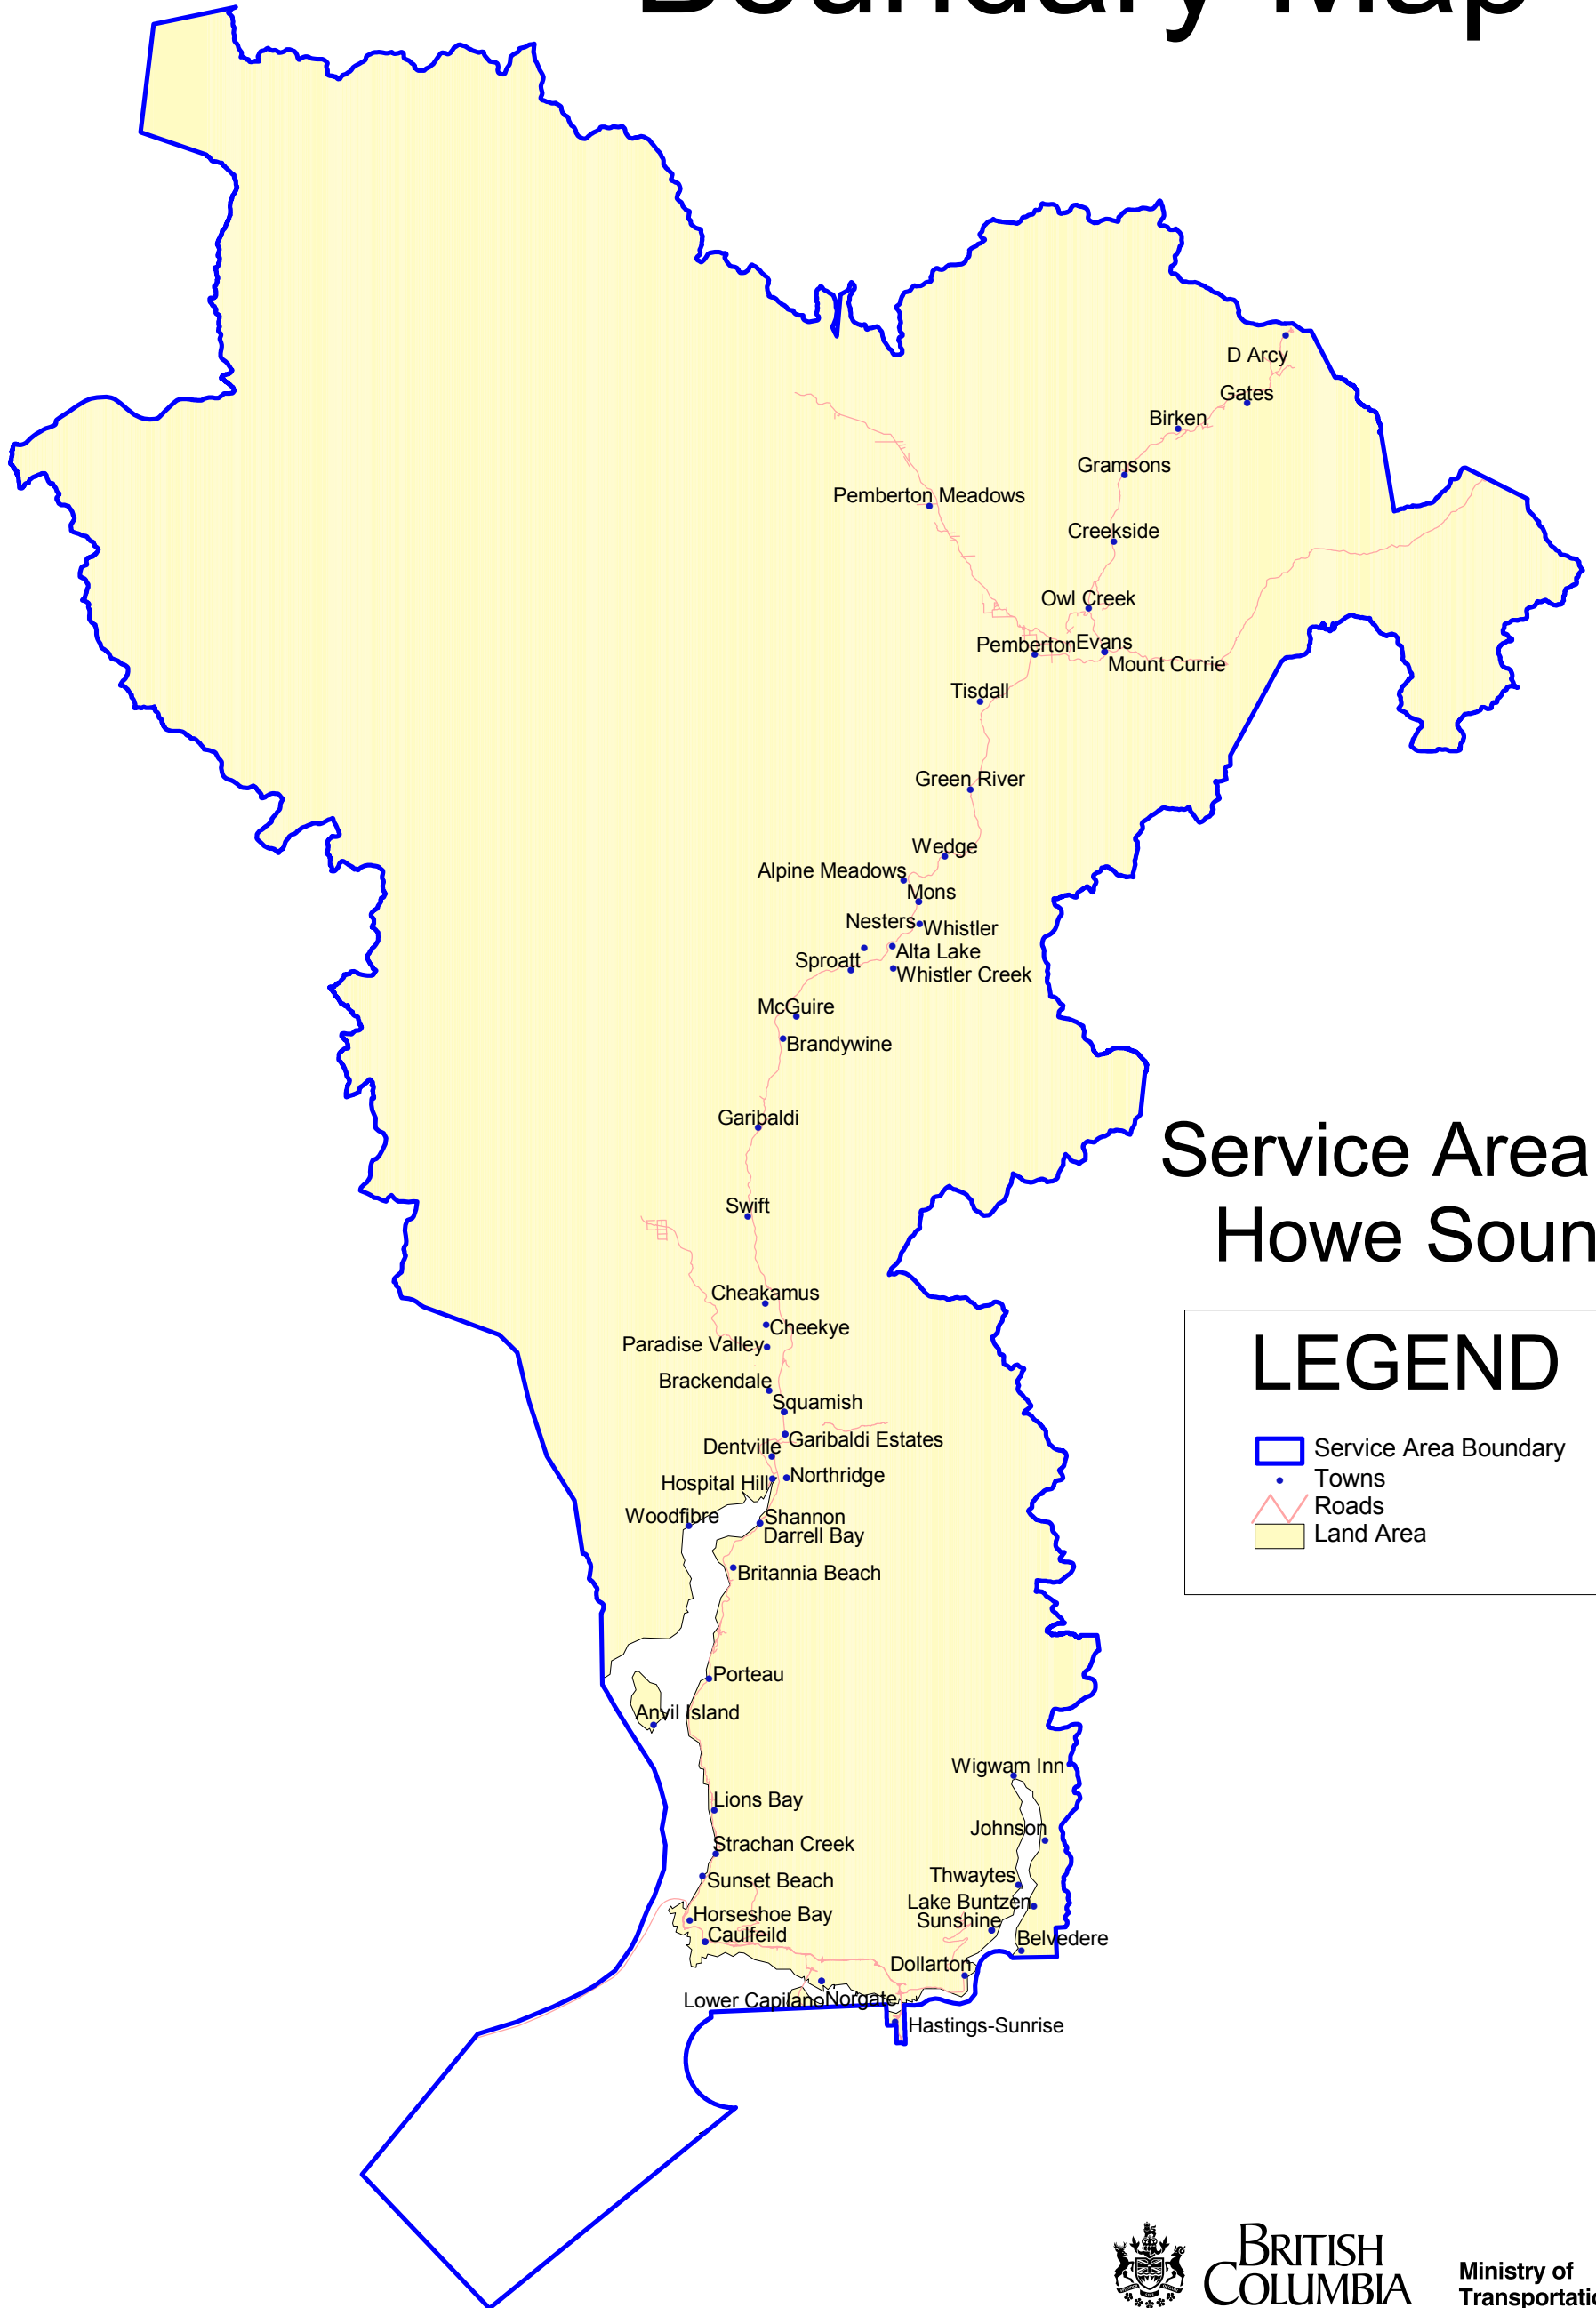 Boundary Map
D Arcy
Gates
Birken
Gramsons
Pemberton Meadows
Creekside
Owl Creek
Pemberton
Evans
Mount Currie
Tisdall
Green River
Wedge
Alpine Meadows
Mons
Nesters
Whistler
Alta Lake
Sproatt
Whistler Creek
McGuire
Brandywine
Garibaldi
Service Area
Howe Soun
Swift
Cheakamus
Cheekye
Paradise Valley
LEGEND
Brackendale
Squamish
Garibaldi Estates
Dentville
Service Area Boundary
Northridge
Hospital Hill
Towns
Roads
Woodfibre
Shannon
Darrell Bay
Land Area
Britannia Beach
Porteau
Anvil Island
Wigwam Inn
Lions Bay
Johnson
Strachan Creek
Thwaytes
Sunset Beach
Lake Buntzen
Horseshoe Bay
Sunshine
Caulfeild
Belvedere
Dollarton
Lower Capilano
Norgate
Hastings-Sunrise
BRITISH
COLUMBIA
Ministry of
Transportatio